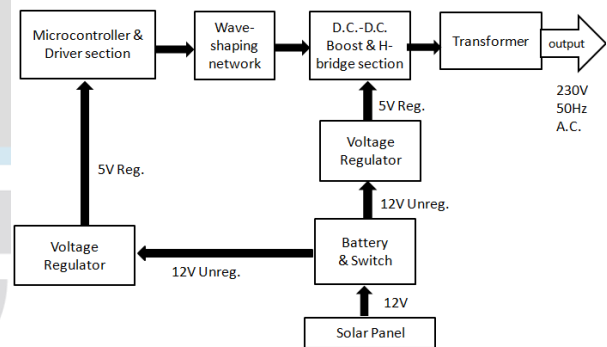 Microcontroller &
Driver section
Wave-
shaping
network
D.C.-D.C.
Boost & H-
bridge section
Transformer
output
230V
50Hz
A.C.
5V Reg.
Voltage
Regulator
5V Reg.
12V Unreg.
Voltage
Regulator
12V Unreg.
Battery
& Switch
12V
Solar Panel